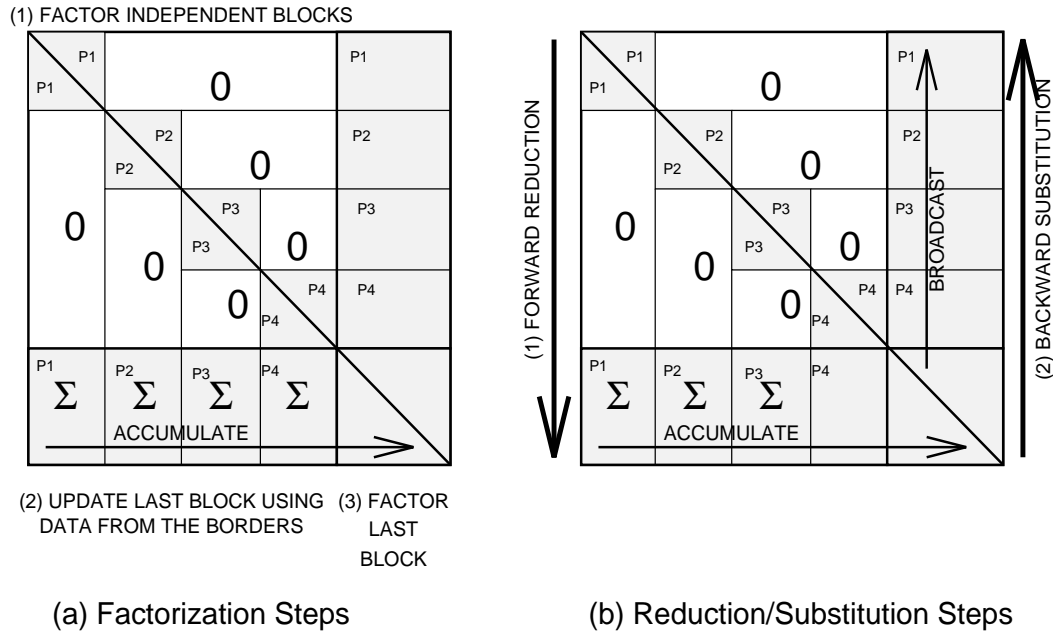 (1) FACTOR INDEPENDENT BLOCKS
P1
P1
0
P1
P2
P2
0
P2
0
P3
P3
0
P3
0
0
P4
P4
P4
P1
P2
P3
P4
Σ Σ Σ Σ
ACCUMULATE
(2) UPDATE LAST BLOCK USING
DATA FROM THE BORDERS
(3) FACTOR
LAST
BLOCK
(a) Factorization Steps
(1) FORWARD REDUCTION
P1
P1
0
P1
P2
P2
0
P2
0
P3
P3
0
P3
0
P4
P4
P4
BROADCAST
P1
P2
P3
P4
Σ Σ Σ
ACCUMULATE
(2) BACKWARD SUBSTITUTION
(b) Reduction/Substitution Steps